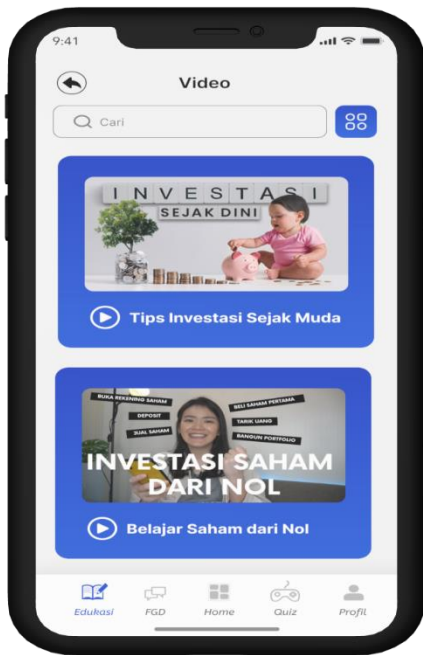 9:41
Video
Cari
INVESTASI
SEJAK DINI
Tips Investasi Sejak Muda
BUKA REKENING SAHAM
BELI SAHAM PERTAMA
DEPOSIT
TARIK UANG
JUAL SAHAM
BANGUN PORTFOLIO
INVESTASI SAHAM
DARI NOL
Belajar Saham dari Nol
Edukasi
FGD
Home
Quiz
Profil